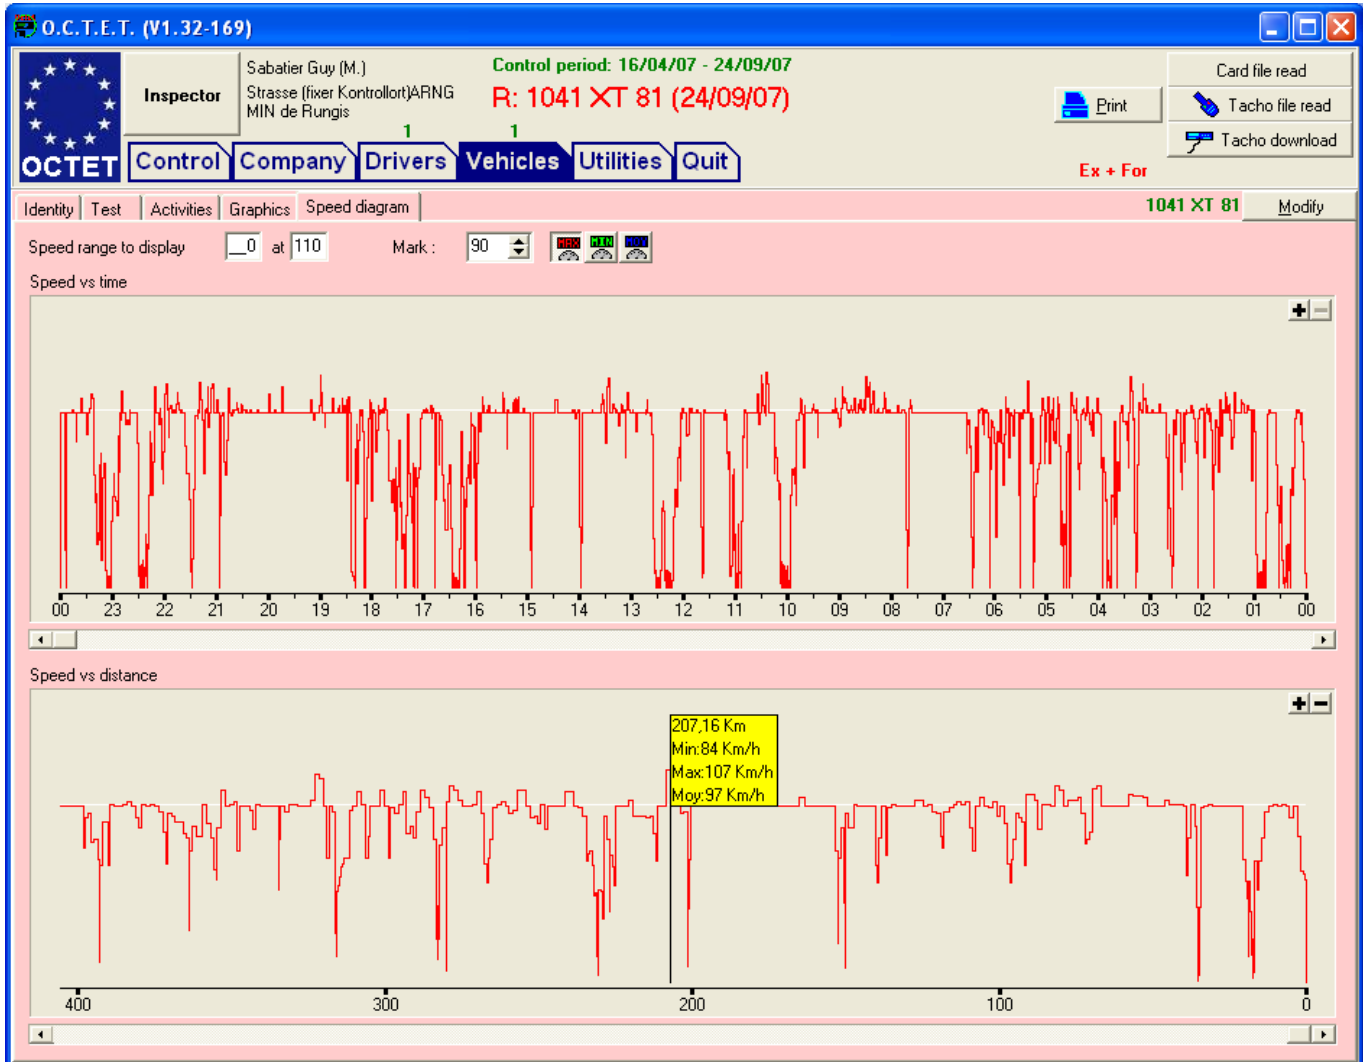 O.C.T.E.T. (V1.32-169)
Inspector
Sabatier Guy (M.)
Strasse (fixer Kontrollort)ARNG
MIN de Rungis
Control period: 16/04/07 - 24/09/07
R: 1041 XT 81 (24/09/07)
Print
Card file read
Tacho file read
Tacho download
OCTET
1 1
Control Company Drivers Vehicles Utilities Quit
Ex + For
Identity Test Activities Graphics Speed diagram
1041 XT 81 Modify
Speed range to display __0 at 110 Mark : 90 MAX MIN MOY
Speed vs time
00 23 22 21 20 19 18 17 16 15 14 13 12 11 10 09 08 07 06 05 04 03 02 01 00
Speed vs distance
207,16 Km
Min:84 Km/h
Max:107 Km/h
Moy:97 Km/h
400 300 200 100 0